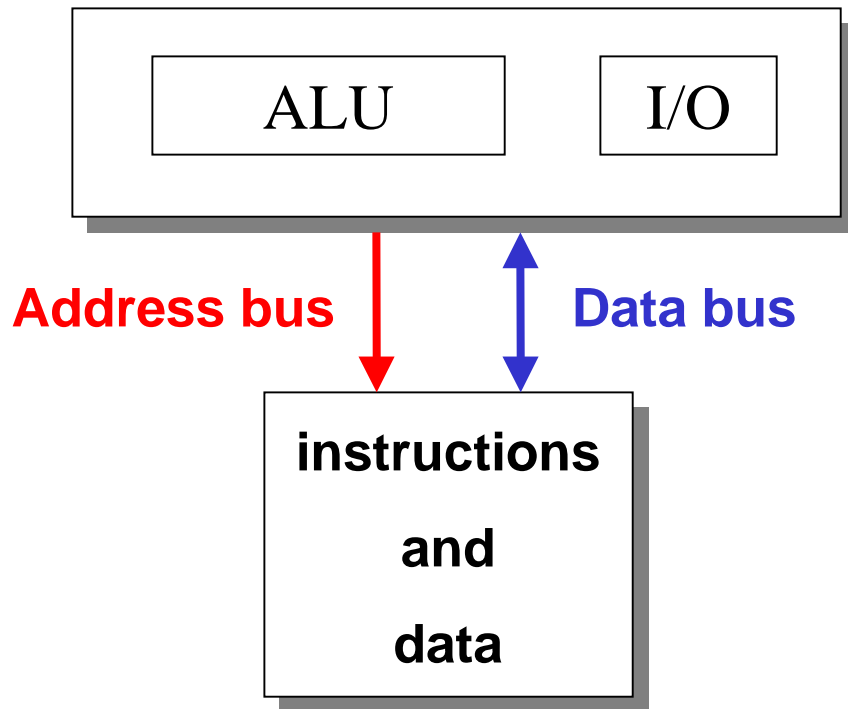 ALU
I/O
Address bus
Data bus
instructions
and
data